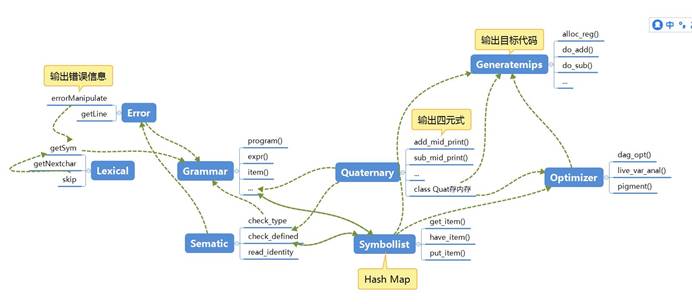 中
输出目标代码
alloc_reg()
Generatemips
do_add()
do_sub()
...
输出错误信息
errorManipulate
getLine
Error
输出四元式
getSym
getNextchar
skip
Lexical
Grammar
program()
expr()
item()
...
Quaternary
add_mid_print()
sub_mid_print()
...
class Quat存内存
Optimizer
dag_opt()
live_var_anal()
pigment()
Sematic
check_type
check_defined
read_identity
Symbollist
get_item()
have_item()
put_item()
Hash Map